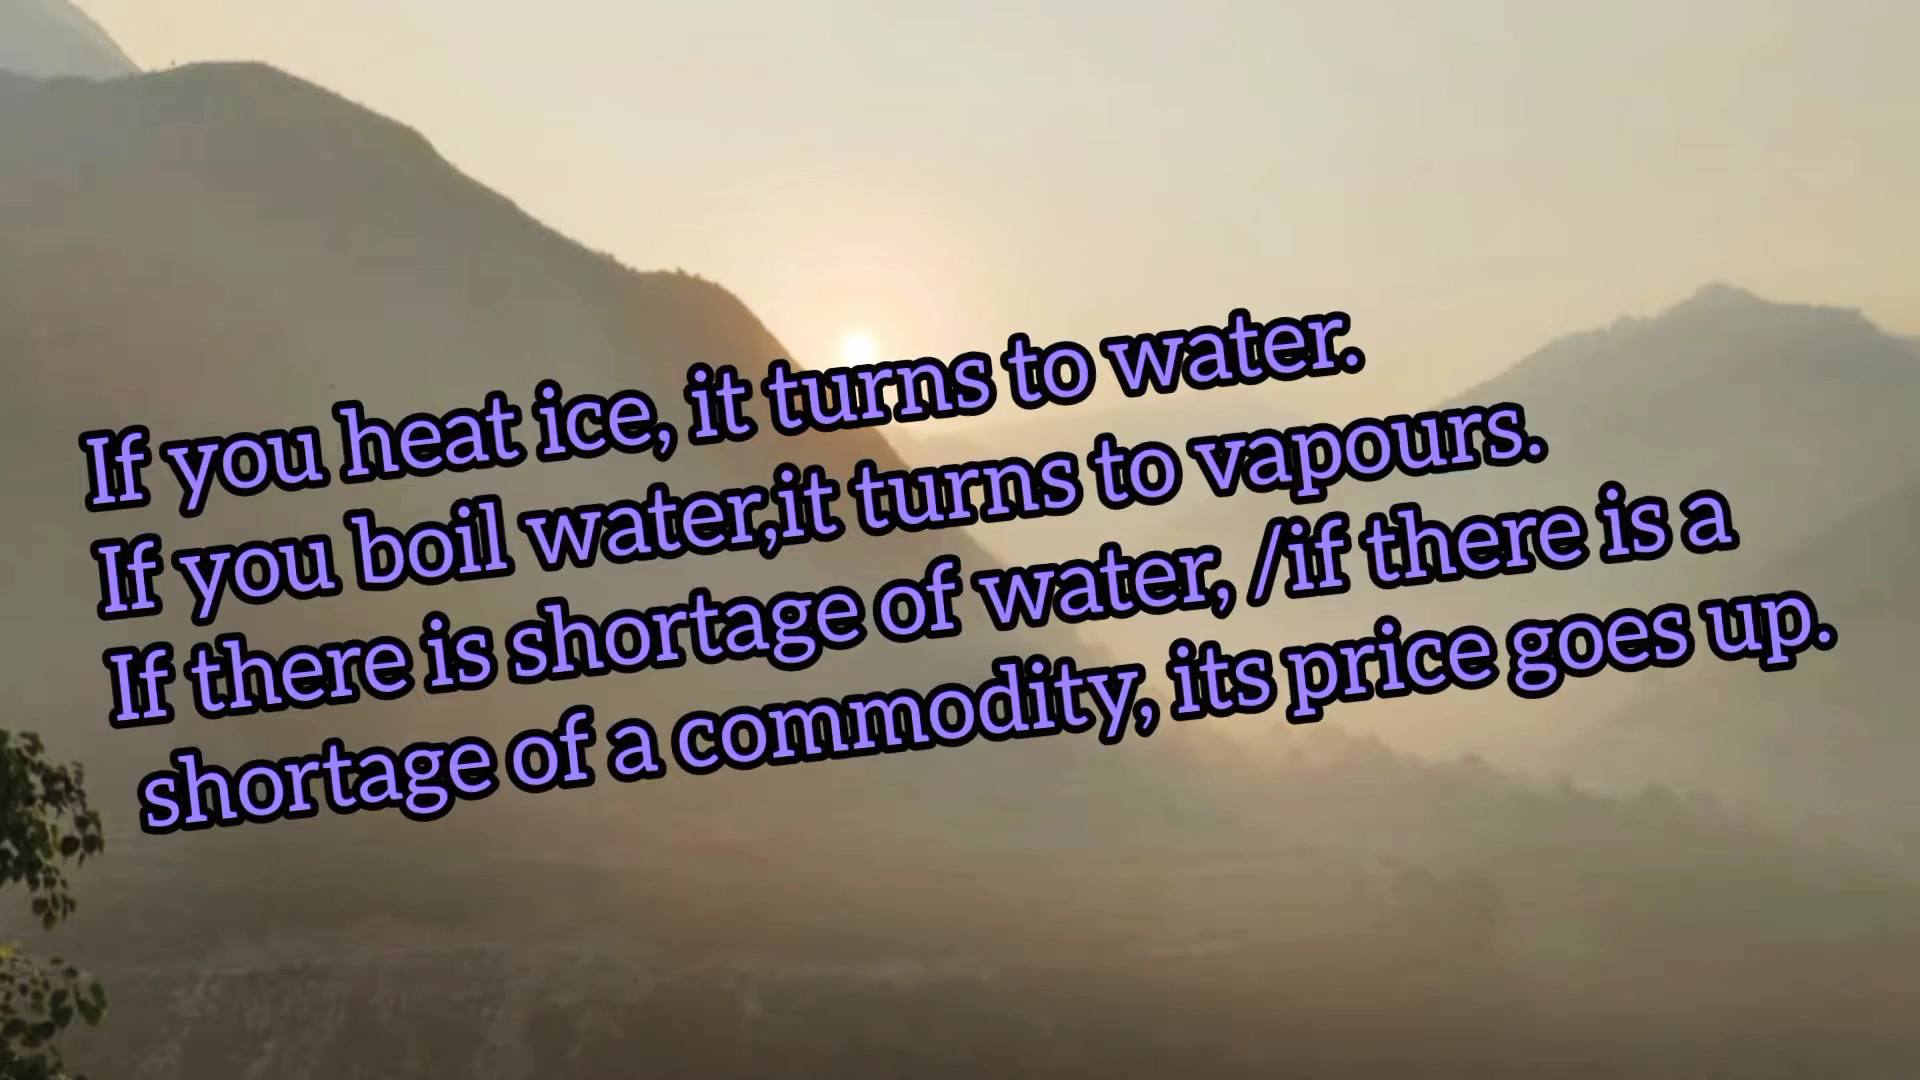 If you heat ice, it turns to water.
If you boil water,it turns to vapours.
If there is shortage of water, /if there is a
shortage of a commodity, its price goes up.